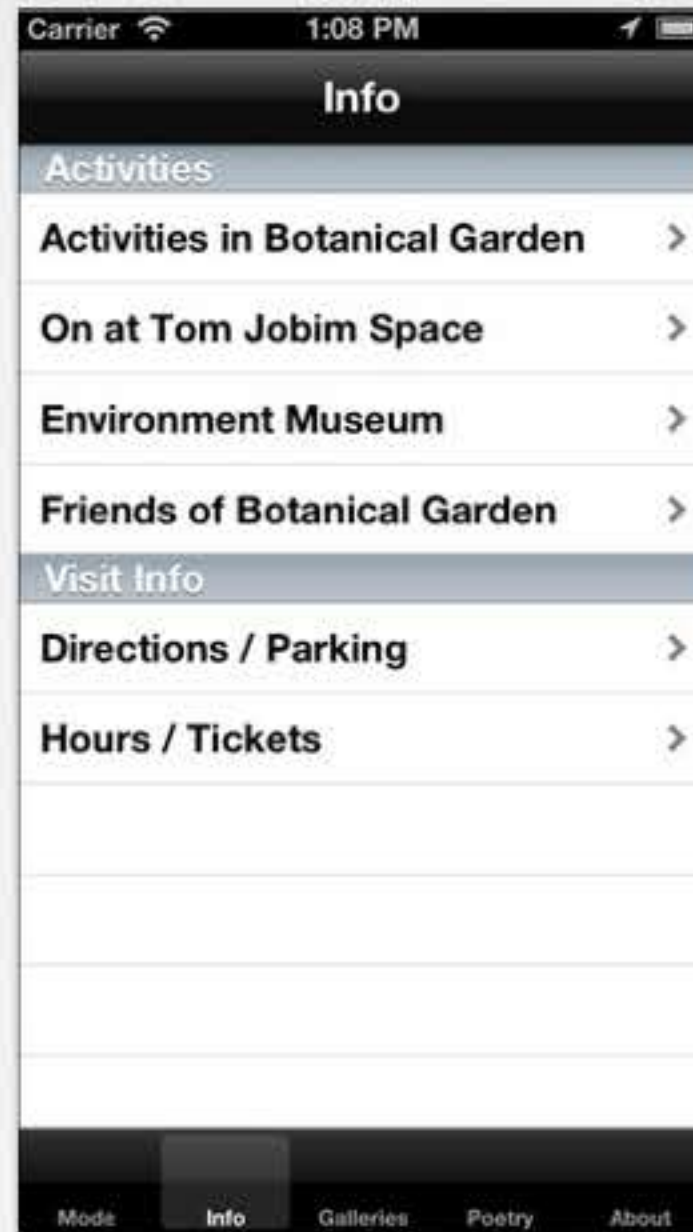 Carrier 1:08 PM
Info
Activities
Activities in Botanical Garden
On at Tom Jobim Space
Environment Museum
Friends of Botanical Garden
Visit Info
Directions / Parking
Hours / Tickets
Mode Info Galleries Poetry About